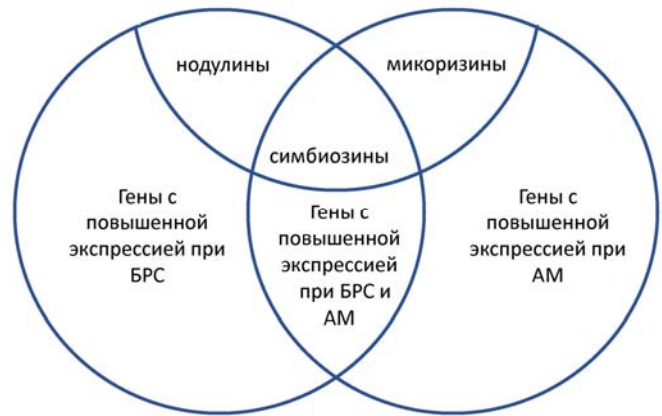 нодулины
микоризины
симбиозины
Гены с
повышенной
экспрессией при
БРС
Гены с
повышенной
экспрессией
при БРС и
АМ
Гены с
повышенной
экспрессией при
АМ